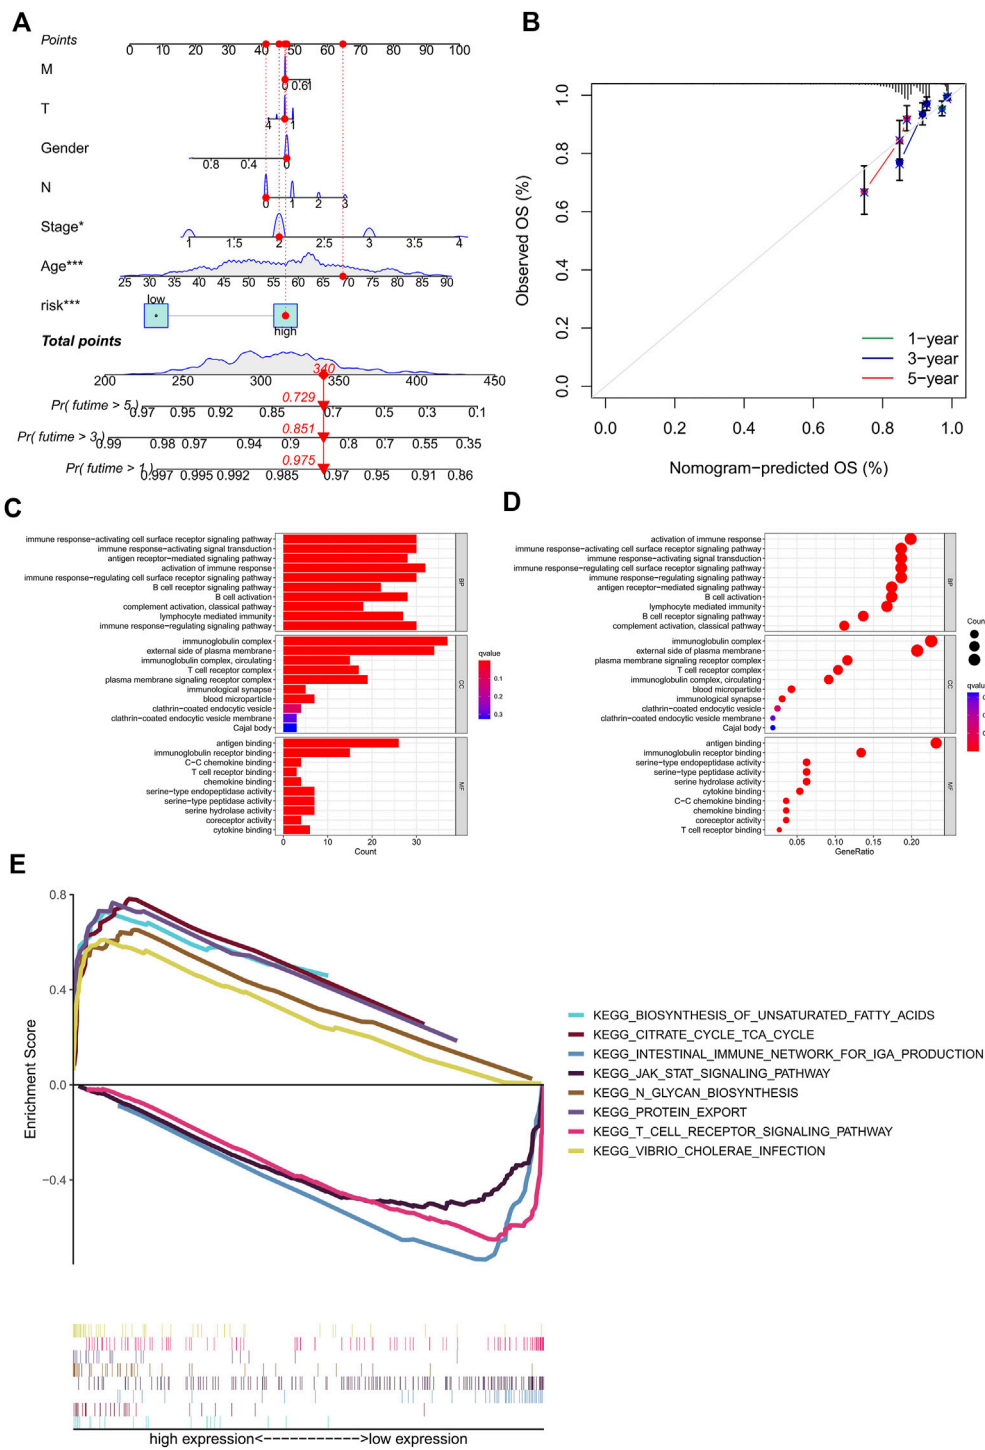 A
Points
0 10 20 30 40 50 60 70 80 90 100
M
0 0.61
T
4 1
Gender
0.8 0.4 0
N
0 1 2 3
Stage*
1 1.5 2 2.5 3 3.5 4
Age***
25 30 35 40 45 50 55 60 65 70 75 80 85 90
risk***
low
high
Total points
340
200 250 300 350 400 450
0.729
Pr( futime > 5 )
0.97 0.95 0.92 0.85 0.7 0.5 0.3 0.1
0.851
Pr( futime > 3 )
0.99 0.98 0.97 0.94 0.9 0.8 0.7 0.55 0.35
0.975
Pr( futime > 1 )
0.997 0.995 0.992 0.985 0.97 0.95 0.91 0.86
B
Observed OS (%)
1.0
0.8
0.6
0.4
0.2
0.0
1−year
3−year
5−year
0.0 0.2 0.4 0.6 0.8 1.0
Nomogram−predicted OS (%)
C
immune response−activating cell surface receptor signaling pathway
immune response−activating signal transduction
antigen receptor−mediated signaling pathway
activation of immune response
immune response−regulating cell surface receptor signaling pathway
B cell receptor signaling pathway
B cell activation
complement activation, classical pathway
lymphocyte mediated immunity
immune response−regulating signaling pathway
BP
immunoglobulin complex
external side of plasma membrane
immunoglobulin complex, circulating
T cell receptor complex
plasma membrane signaling receptor complex
immunological synapse
blood microparticle
clathrin−coated endocytic vesicle
clathrin−coated endocytic vesicle membrane
Cajal body
CC
antigen binding
immunoglobulin receptor binding
C−C chemokine binding
T cell receptor binding
chemokine binding
serine−type endopeptidase activity
serine−type peptidase activity
serine hydrolase activity
coreceptor activity
cytokine binding
MF
0 10 20 30
Count
qvalue
0.1
0.2
0.3
D
activation of immune response
immune response−activating cell surface receptor signaling pathway
immune response−activating signal transduction
immune response−regulating cell surface receptor signaling pathway
immune response−regulating signaling pathway
antigen receptor−mediated signaling pathway
B cell activation
lymphocyte mediated immunity
B cell receptor signaling pathway
complement activation, classical pathway
BP
immunoglobulin complex
external side of plasma membrane
plasma membrane signaling receptor complex
T cell receptor complex
immunoglobulin complex, circulating
blood microparticle
immunological synapse
clathrin−coated endocytic vesicle
clathrin−coated endocytic vesicle membrane
Cajal body
CC
antigen binding
immunoglobulin receptor binding
serine−type endopeptidase activity
serine−type peptidase activity
serine hydrolase activity
cytokine binding
C−C chemokine binding
chemokine binding
coreceptor activity
T cell receptor binding
MF
0.05 0.10 0.15 0.20
GeneRatio
Coun
qvalu
E
Enrichment Score
0.8
0.4
0.0
−0.4
KEGG_BIOSYNTHESIS_OF_UNSATURATED_FATTY_ACIDS
KEGG_CITRATE_CYCLE_TCA_CYCLE
KEGG_INTESTINAL_IMMUNE_NETWORK_FOR_IGA_PRODUCTION
KEGG_JAK_STAT_SIGNALING_PATHWAY
KEGG_N_GLYCAN_BIOSYNTHESIS
KEGG_PROTEIN_EXPORT
KEGG_T_CELL_RECEPTOR_SIGNALING_PATHWAY
KEGG_VIBRIO_CHOLERAE_INFECTION
high expression<−−−−−−−−−−−>low expression